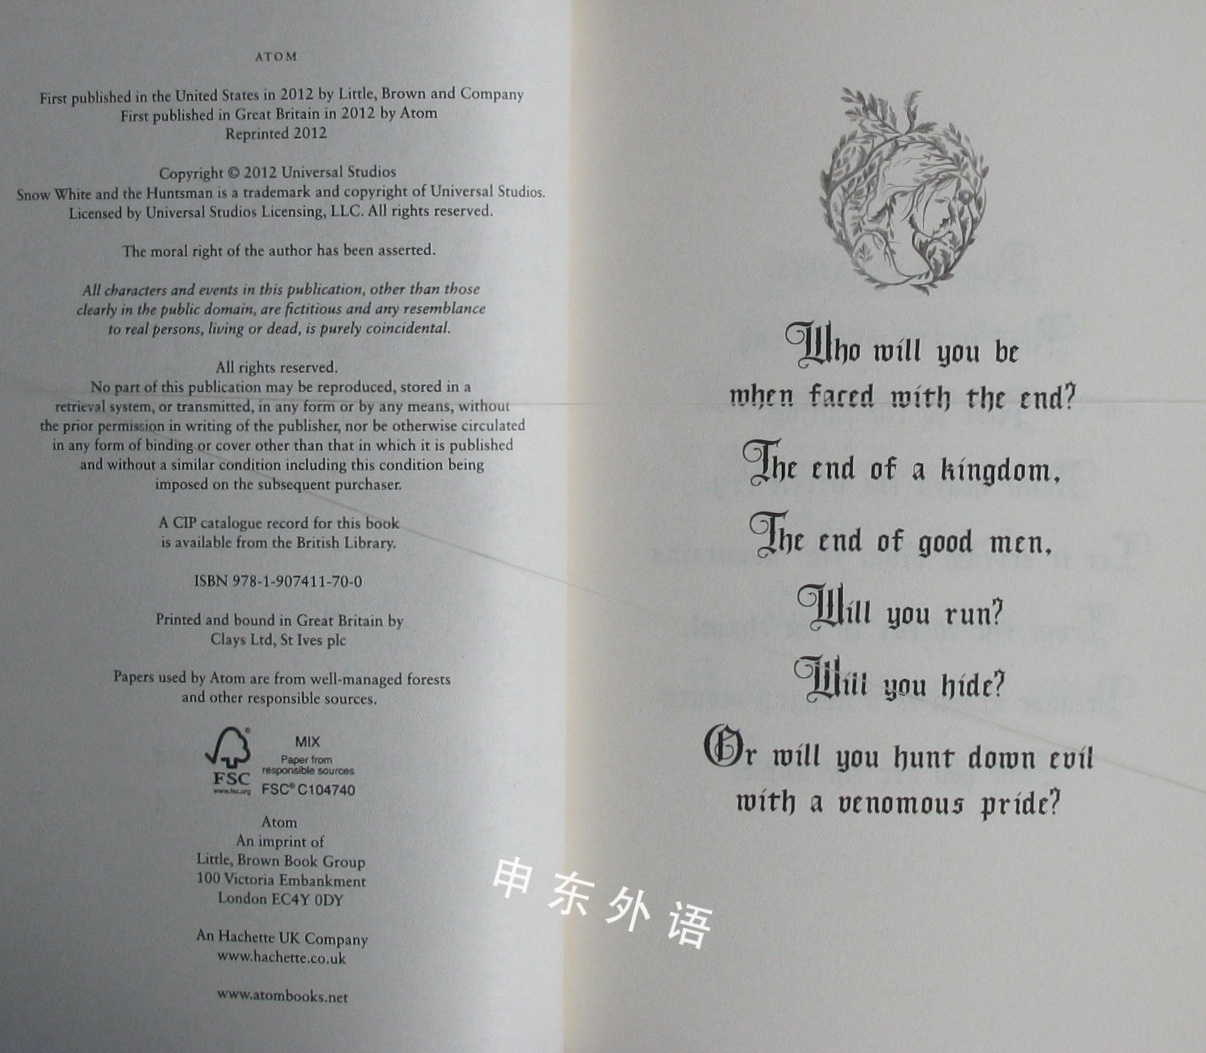 ATOM
First published in the United States in 2012 by Little, Brown and Company
First published in Great Britain in 2012 by Atom
Reprinted 2012
Copyright © 2012 Universal Studios
Snow White and the Huntsman is a trademark and copyright of Universal Studios.
Licensed by Universal Studios Licensing, LLC. All rights reserved.
The moral right of the author has been asserted.
All characters and events in this publication, other than those
clearly in the public domain, are fictitious and any resemblance
to real persons, living or dead, is purely coincidental.
All rights reserved.
No part of this publication may be reproduced, stored in a
retrieval system, or transmitted, in any form or by any means, without
the prior permission in writing of the publisher, nor be otherwise circulated
in any form of binding or cover other than that in which it is published
and without a similar condition including this condition being
imposed on the subsequent purchaser.
A CIP catalogue record for this book
is available from the British Library.
ISBN 978-1-907411-70-0
Printed and bound in Great Britain by
Clays Ltd, St Ives plc
Papers used by Atom are from well-managed forests
and other responsible sources.
®
FSC
www.fsc.org
MIX
Paper from
responsible sources
FSC® C104740
Atom
An imprint of
Little, Brown Book Group
100 Victoria Embankment
London EC4Y 0DY
An Hachette UK Company
www.hachette.co.uk
www.atombooks.net
Who will you be
when faced with the end?
The end of a kingdom,
The end of good men,
Will you run?
Will you hide?
Or will you hunt down evil
with a venomous pride?
申东外语